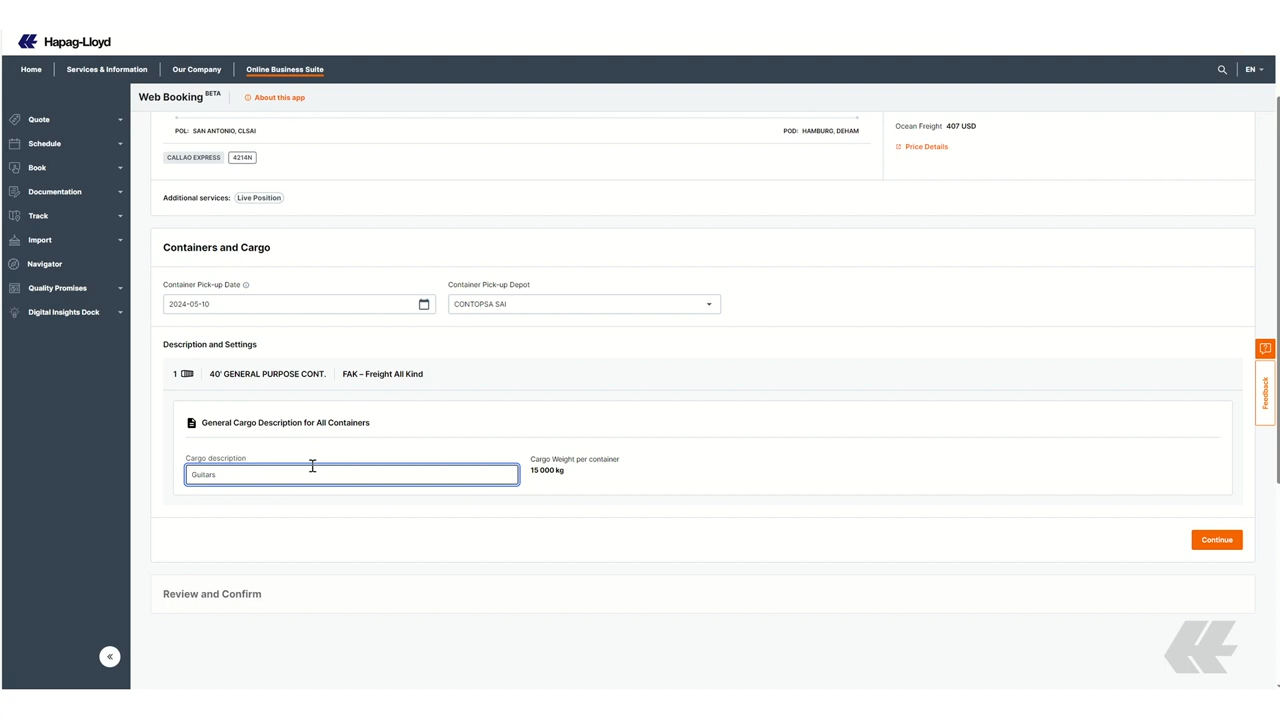 Hapag-Lloyd
Home Services & Information Our Company Online Business Suite EN
Web Booking BETA About this app
Quote
Schedule
Book
Documentation
Track
Import
Navigator
Quality Promises
Digital Insights Dock
POL: SAN ANTONIO, CLSAI POD: HAMBURG, DEHAM
CALLAO EXPRESS 4214N
Ocean Freight 407 USD
Price Details
Additional services: Live Position
Containers and Cargo
Container Pick-up Date Container Pick-up Depot
2024-05-10 CONTOPSA SAI
Description and Settings
1 40' GENERAL PURPOSE CONT. FAK – Freight All Kind
General Cargo Description for All Containers
Cargo description Cargo Weight per container
Guitars 15 000 kg
Continue
Review and Confirm
Feedback